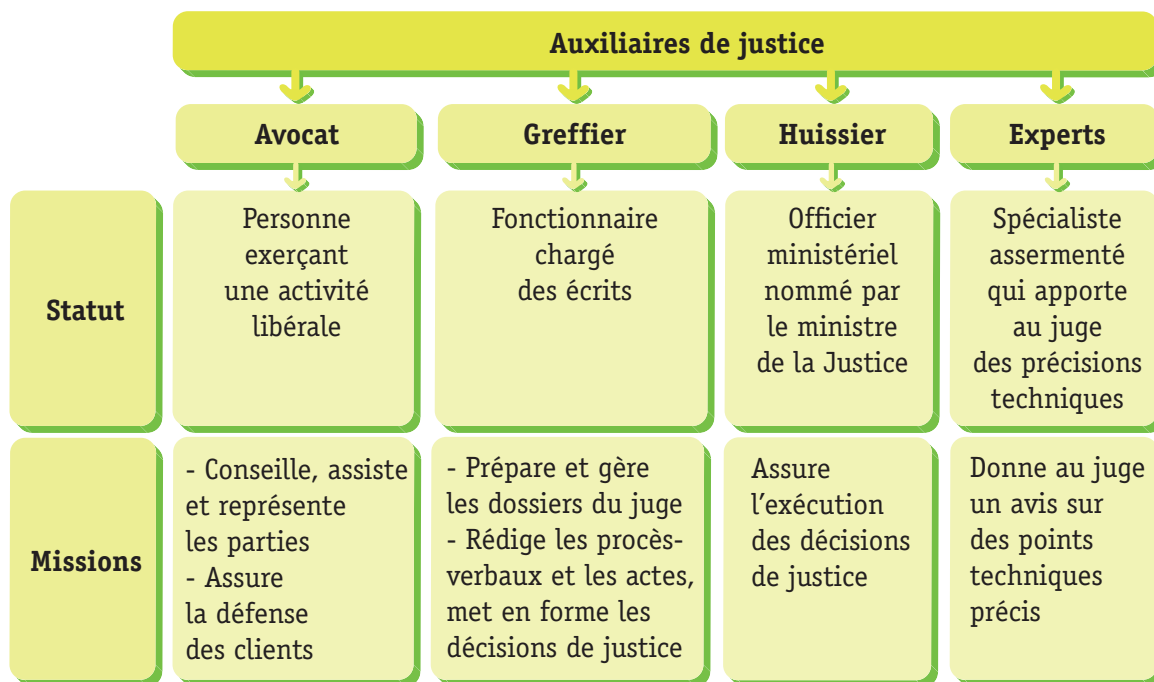 Auxiliaires de justice
Avocat
Greffier
Huissier
Experts
Statut
Personne
exerçant
une activité
libérale
Fonctionnaire
chargé
des écrits
Officier
ministériel
nommé par
le ministre
de la Justice
Spécialiste
assermenté
qui apporte
au juge
des précisions
techniques
Missions
- Conseille, assiste
et représente
les parties
- Assure
la défense
des clients
- Prépare et gère
les dossiers du juge
- Rédige les procès-
verbaux et les actes,
met en forme les
décisions de justice
Assure
l'exécution
des décisions
de justice
Donne au juge
un avis sur
des points
techniques
précis